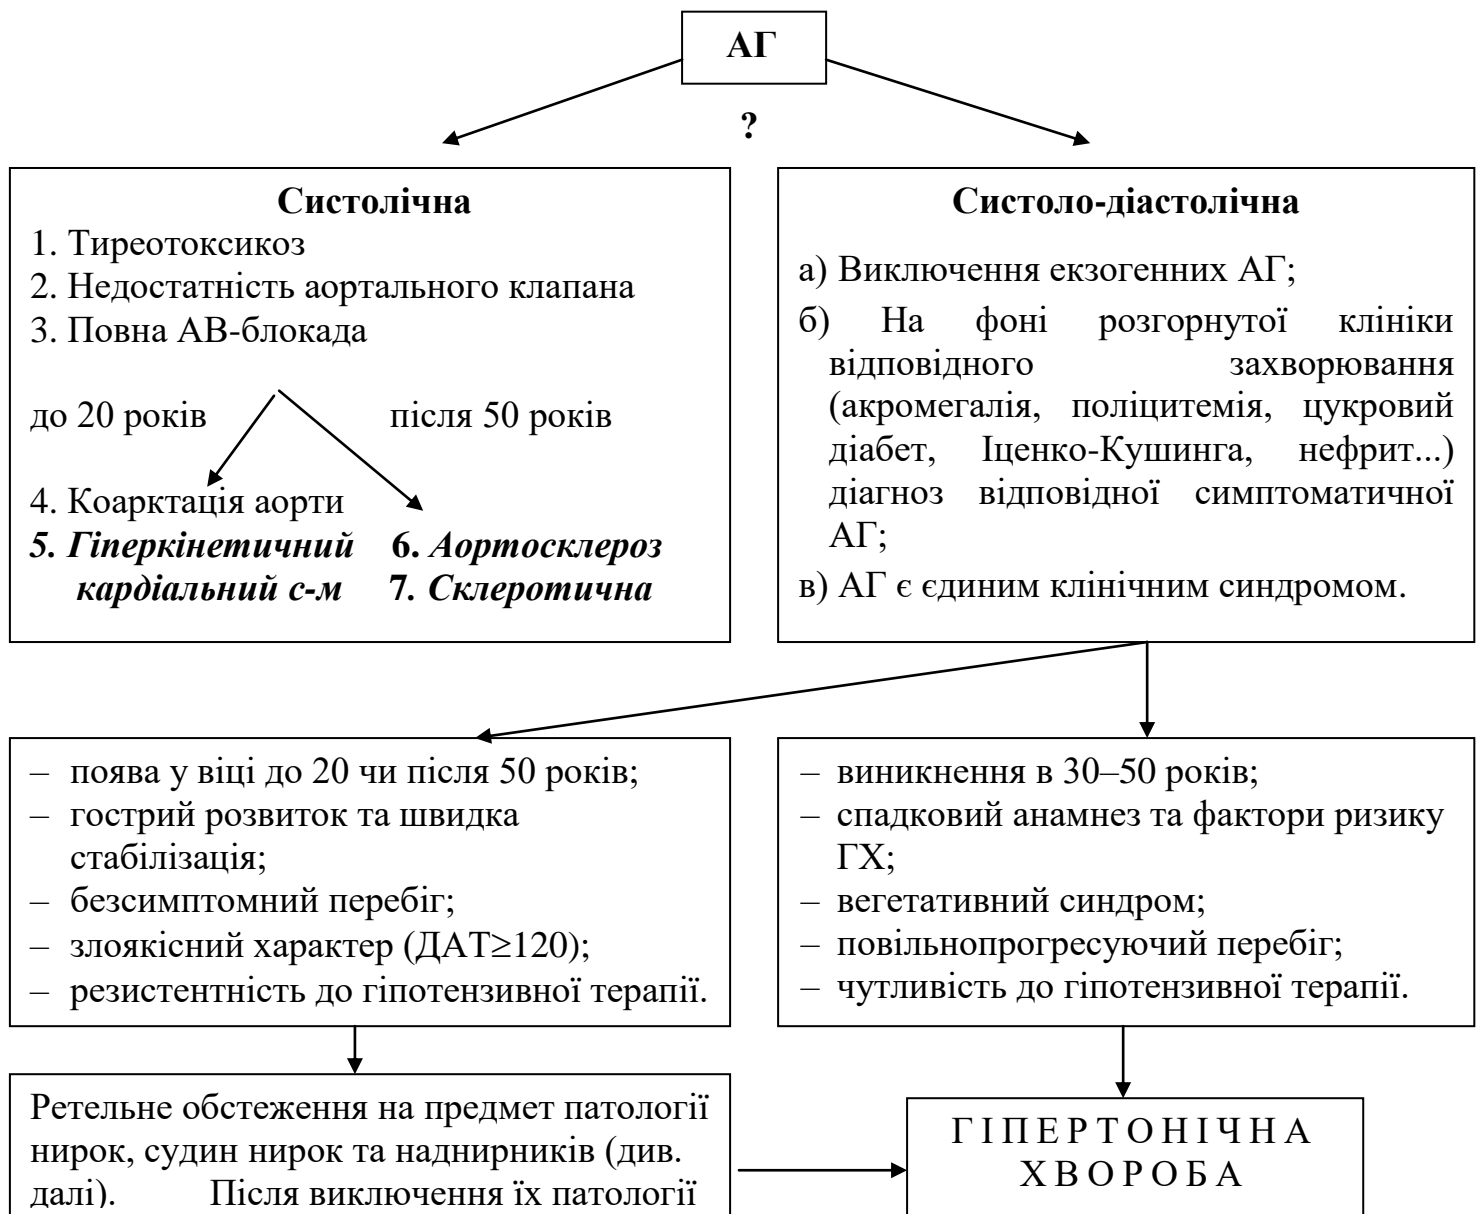 АГ
?
Систолічна
1. Тиреотоксикоз
2. Недостатність аортального клапана
3. Повна АВ-блокада
до 20 років
після 50 років
4. Коарктація аорти
5. Гіперкінетичний
кардіальний с-м
6. Аортосклероз
7. Склеротична
Систоло-діастолічна
а) Виключення екзогенних АГ;
б) На фоні розгорнутої клініки
відповідного захворювання
(акромегалія, поліцитемія, цукровий
діабет, Іценко-Кушинга, нефрит...)
діагноз відповідної симптоматичної
АГ;
в) АГ є єдиним клінічним синдромом.
– поява у віці до 20 чи після 50 років;
– гострий розвиток та швидка
стабілізація;
– безсимптомний перебіг;
– злоякісний характер (ДАТ≥120);
– резистентність до гіпотензивної терапії.
– виникнення в 30–50 років;
– спадковий анамнез та фактори ризику
ГХ;
– вегетативний синдром;
– повільнопрогресуючий перебіг;
– чутливість до гіпотензивної терапії.
Ретельне обстеження на предмет патології
нирок, судин нирок та наднирників (див.
далі). Після виключення їх патології
Г І П Е Р Т О Н І Ч Н А
Х В О Р О Б А